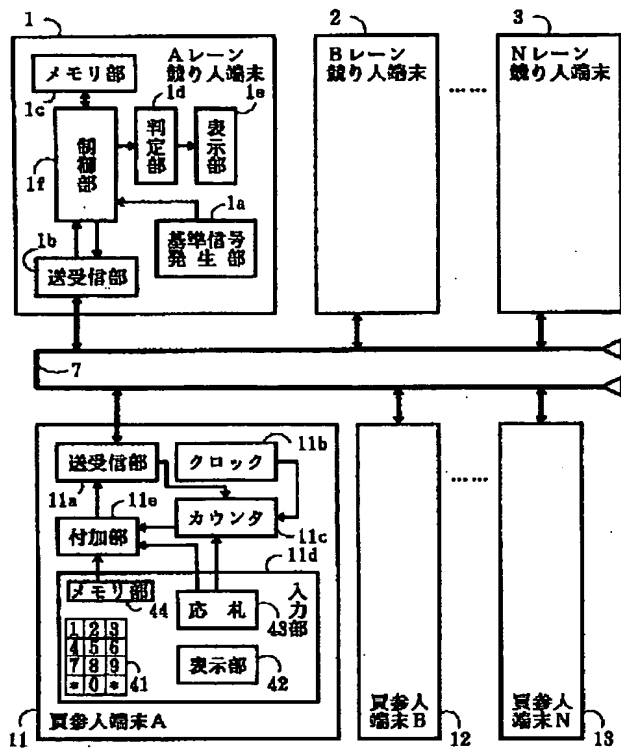 1
2
3
Aレーン
競り人端末
メモリ部
1c
1d
1e
判定部
表示部
制御部
1f
1a
基準信号
発生部
1b
送受信部
Bレーン
競り人端末
……
Nレーン
競り人端末
7
送受信部
11a
クロック
11b
11e
カウンタ
11c
付加部
11d
入力部
メモリ部
44
応札
43
表示部
42
1 2 3
4 5 6
7 8 9
* 0 *
41
11
買参人端末A
買参人
端末B
12
……
買参人
端末N
13